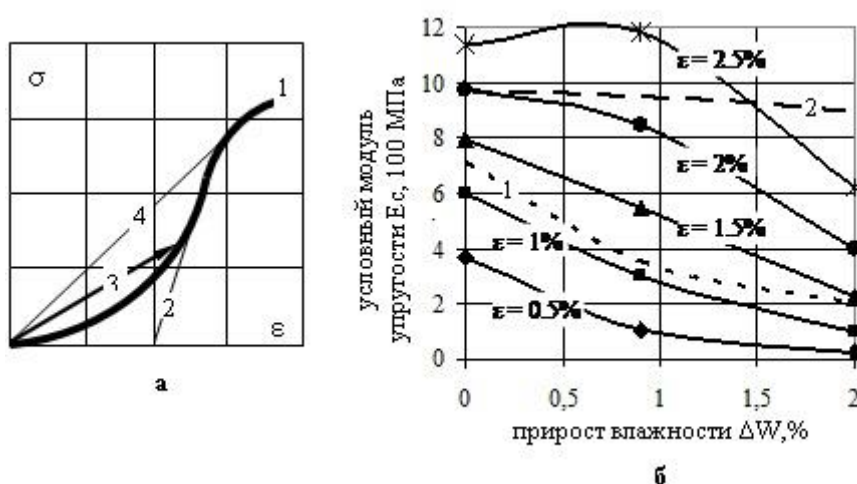 σ
1
4
3
2
ε
а
условный модуль
упругости Ес, 100 МПа
12
10
8
6
4
2
0
ε = 2.5%
2
ε = 2%
1
ε = 1.5%
ε = 1%
ε = 0.5%
0
0,5
1
1,5
2
прирост влажности ΔW,%
б